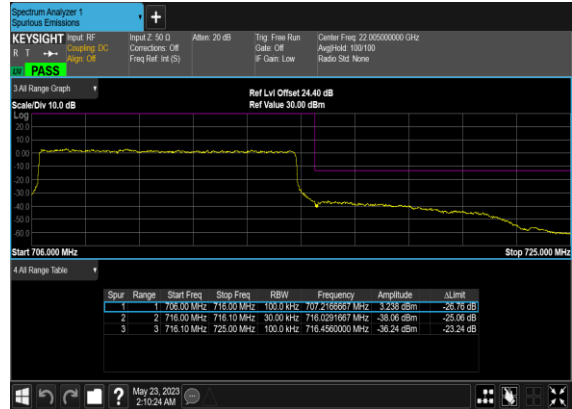 Spectrum Analyzer 1
Spurious Emissions
KEYSIGHT Input: RF Input Z: 50 Ω Atten: 20 dB Trig: Free Run Center Freq: 22.005000000 GHz
R T Coupling: DC Corrections: Off Gate: Off Avg|Hold: 100/100
Align: Off Freq Ref: Int (S) IF Gain: Low Radio Std: None
PASS
3 All Range Graph
Ref Lvl Offset 24.40 dB
Scale/Div 10.0 dB Ref Value 30.00 dBm
Log
20.0
10.0
0.00
-10.0
-20.0
-30.0
-40.0
-50.0
-60.0
Start 706.000 MHz Stop 725.000 MHz
4 All Range Table
Spur Range Start Freq Stop Freq RBW Frequency Amplitude ΔLimit
1 1 706.00 MHz 716.00 MHz 100.0 kHz 707.2166667 MHz 3.238 dBm -26.76 dB
2 2 716.00 MHz 716.10 MHz 30.00 kHz 716.0291667 MHz -38.06 dBm -25.06 dB
3 3 716.10 MHz 725.00 MHz 100.0 kHz 716.4560000 MHz -36.24 dBm -23.24 dB
May 23, 2023
2:10:24 AM